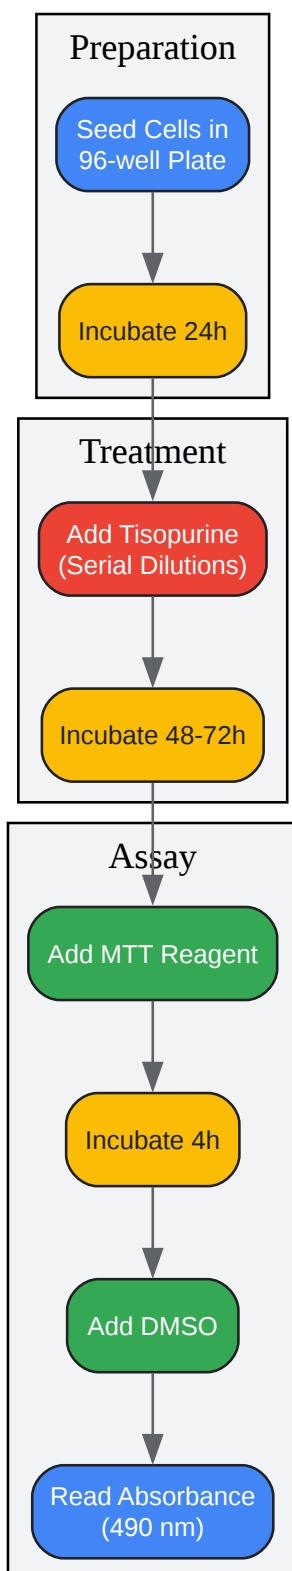 Preparation
Seed Cells in
96-well Plate
Incubate 24h
Treatment
Add Tisopurine
(Serial Dilutions)
Incubate 48-72h
Assay
Add MTT Reagent
Incubate 4h
Add DMSO
Read Absorbance
(490 nm)